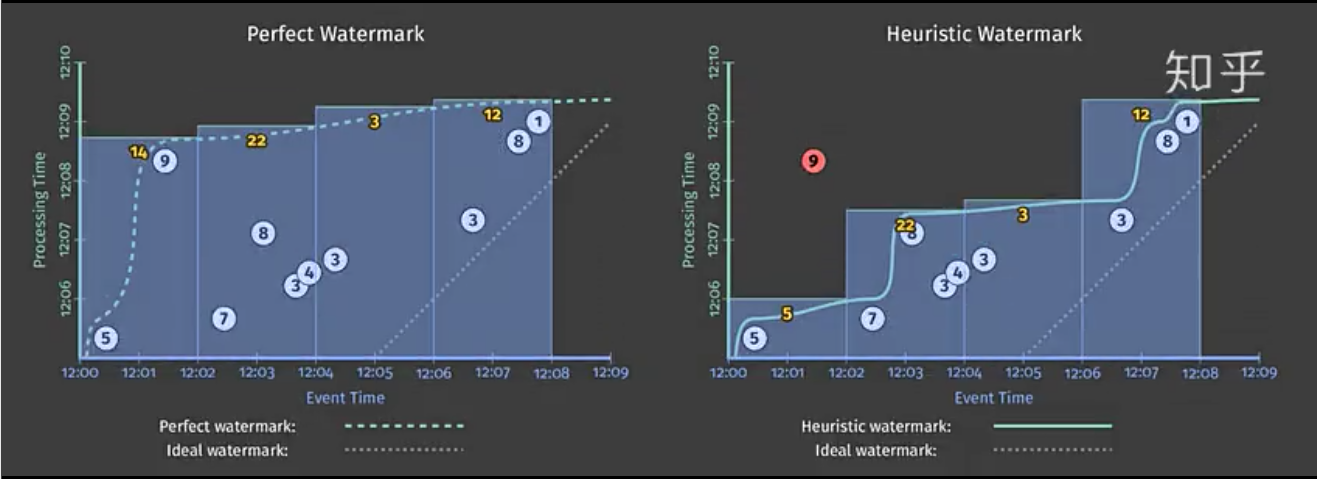 Perfect Watermark
Processing Time
12:10
12:09
12:08
12:07
12:06
14
9
22
3
12
1
8
8
3
3
4
3
7
5
12:00 12:01 12:02 12:03 12:04 12:05 12:06 12:07 12:08 12:09
Event Time
Perfect watermark:
Ideal watermark:
Heuristic Watermark
知乎
Processing Time
12:10
12:09
12:08
12:07
12:06
9
12
1
8
22
8
3
3
3
4
3
7
5
5
12:00 12:01 12:02 12:03 12:04 12:05 12:06 12:07 12:08 12:09
Event Time
Heuristic watermark:
Ideal watermark: